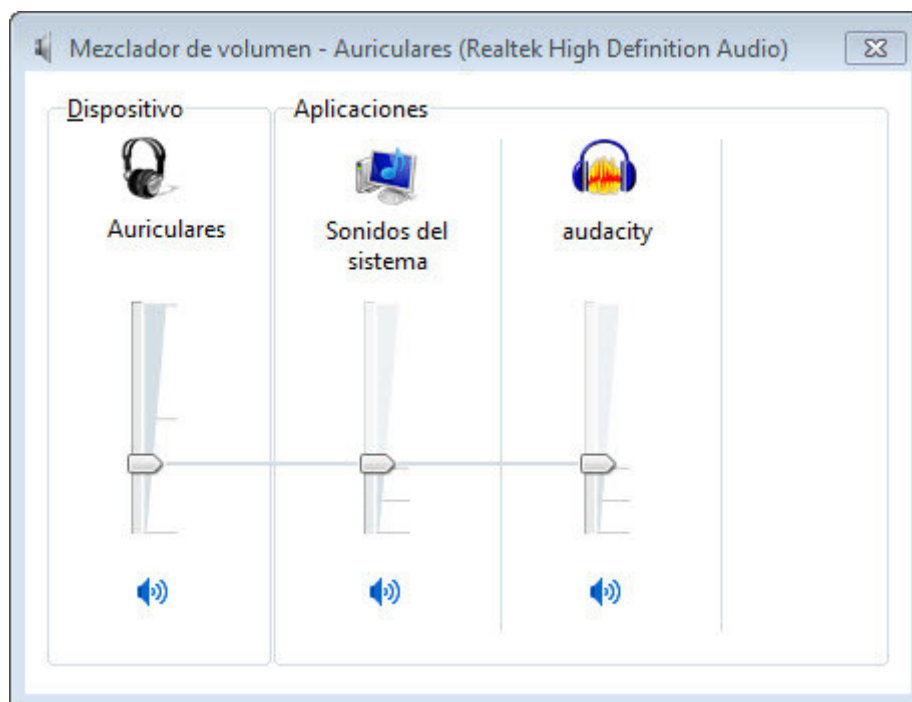 Mezclador de volumen - Auriculares (Realtek High Definition Audio)
Dispositivo
Aplicaciones
Auriculares
Sonidos del
sistema
audacity